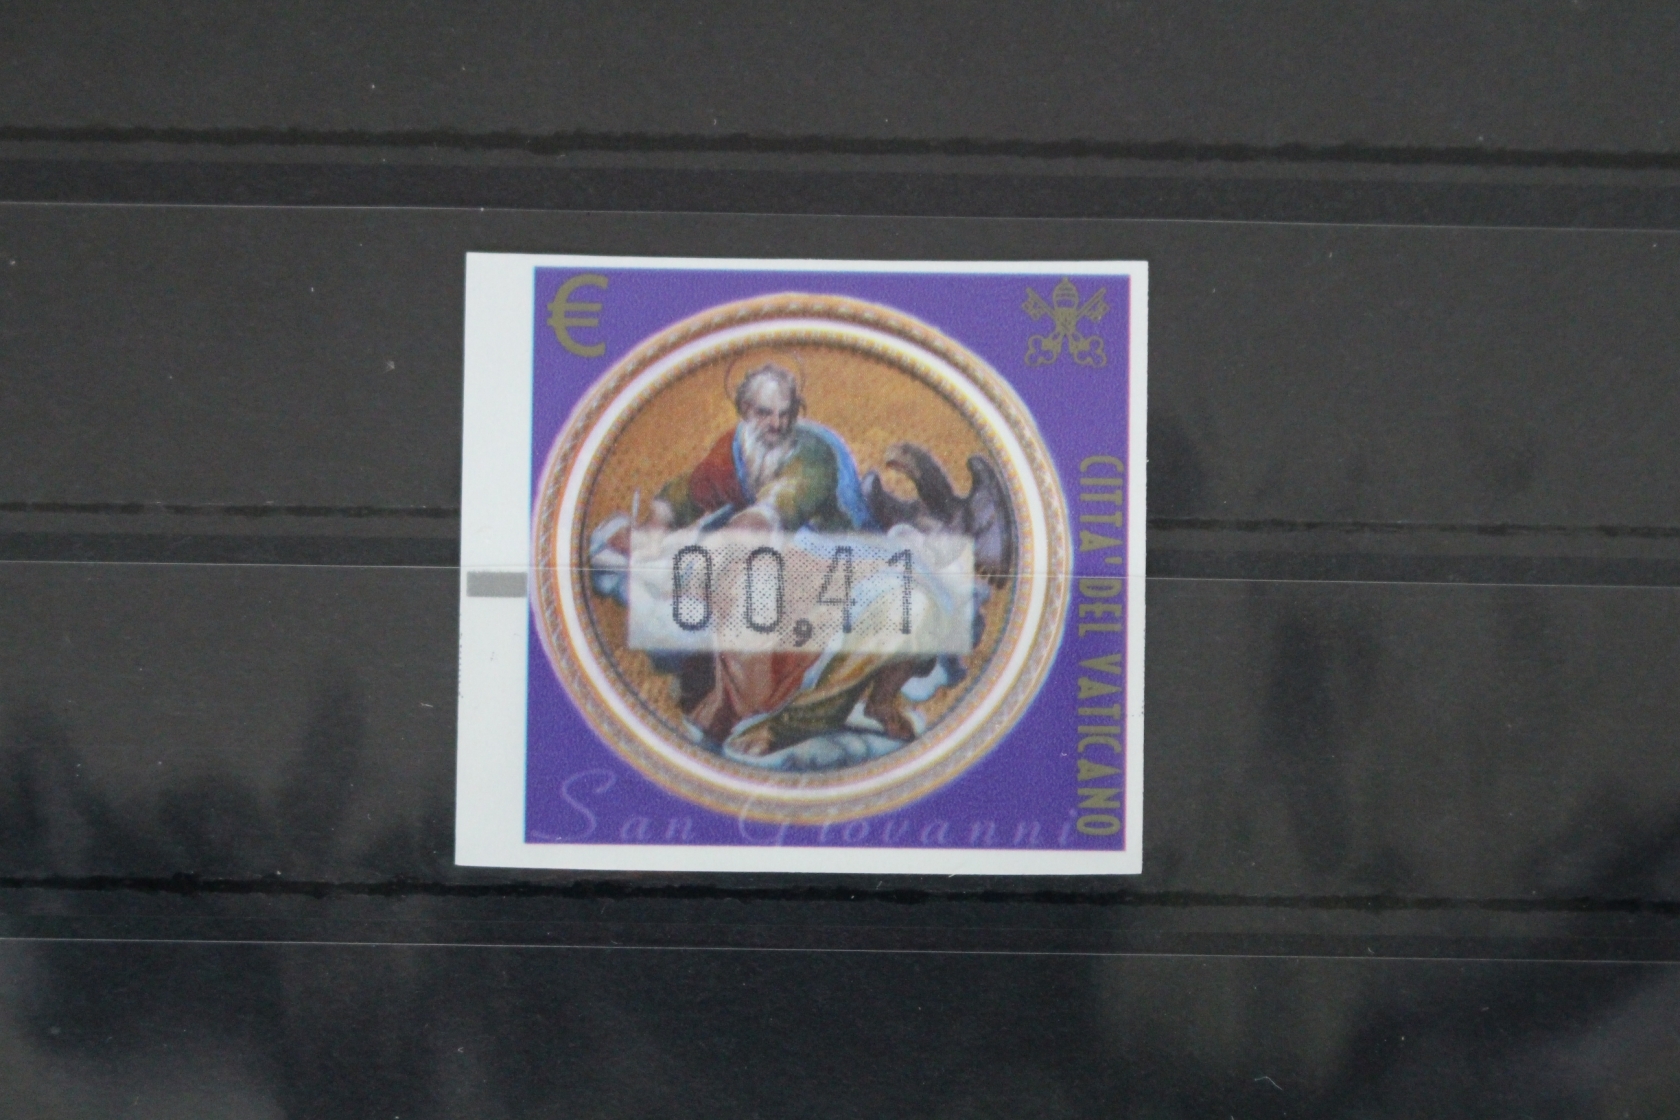 €
00,41
CITTA' DEL VATICANO
San Giovanni